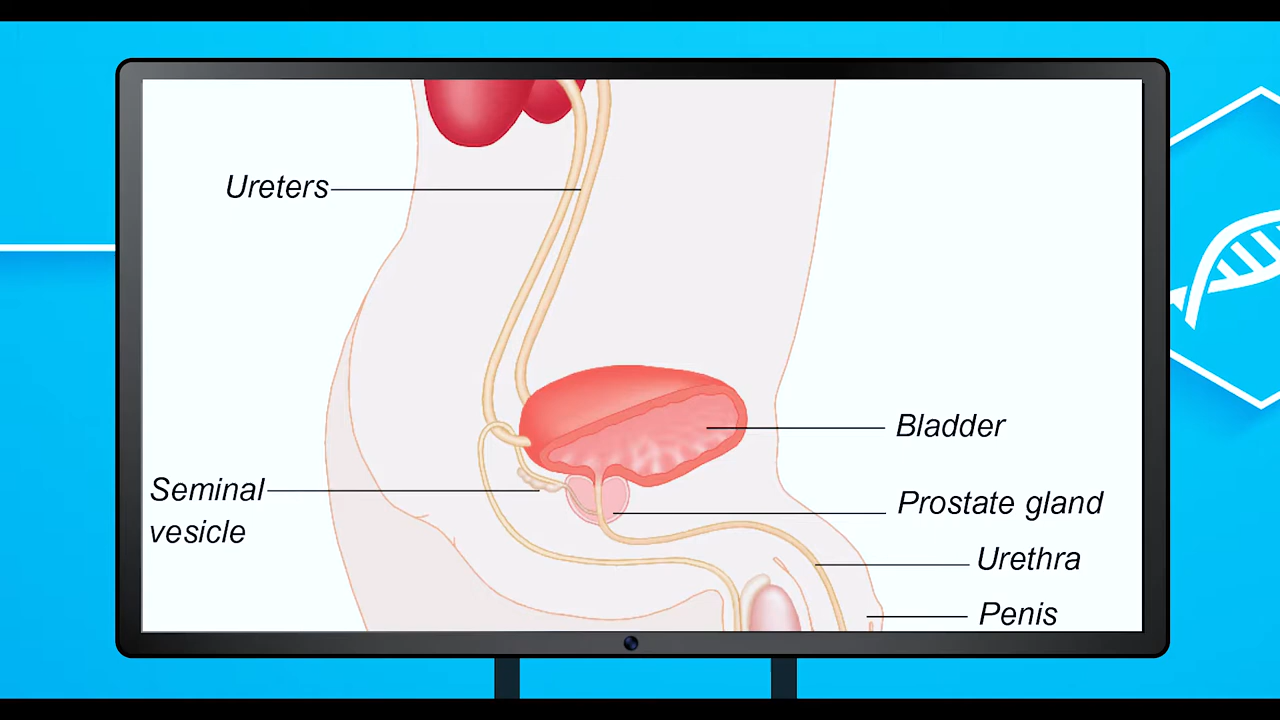 Ureters
Bladder
Seminal
vesicle
Prostate gland
Urethra
Penis